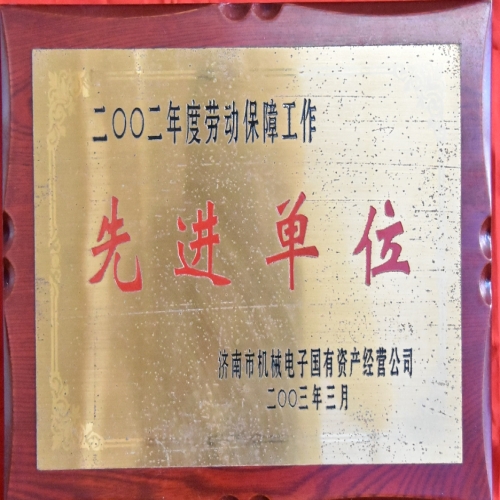 二〇〇二年度劳动保障工作
先进单位
济南市机械电子国有资产经营公司
二〇〇三年三月